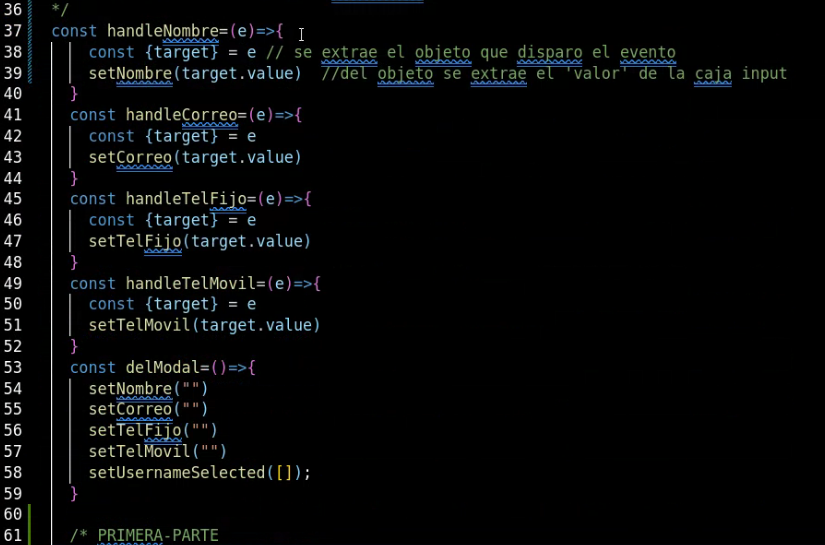 36 */
37 const handleNombre=(e)=>{
38 const {target} = e // se extrae el objeto que disparo el evento
39 setNombre(target.value) //del objeto se extrae el 'valor' de la caja input
40 }
41 const handleCorreo=(e)=>{
42 const {target} = e
43 setCorreo(target.value)
44 }
45 const handleTelFijo=(e)=>{
46 const {target} = e
47 setTelFijo(target.value)
48 }
49 const handleTelMovil=(e)=>{
50 const {target} = e
51 setTelMovil(target.value)
52 }
53 const delModal=()=>{
54 setNombre("")
55 setCorreo("")
56 setTelFijo("")
57 setTelMovil("")
58 setUsernameSelected([]);
59 }
60
61 /* PRIMERA-PARTE